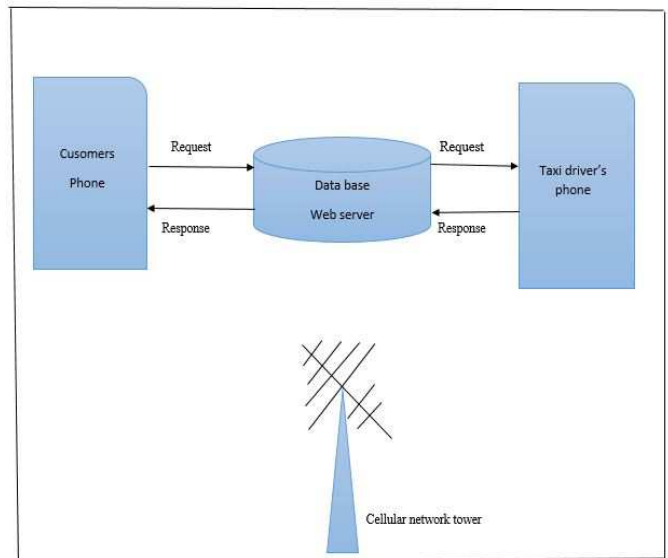 Cusomers
Phone
Request
Response
Data base
Web server
Request
Response
Taxi driver's
phone
Cellular network tower